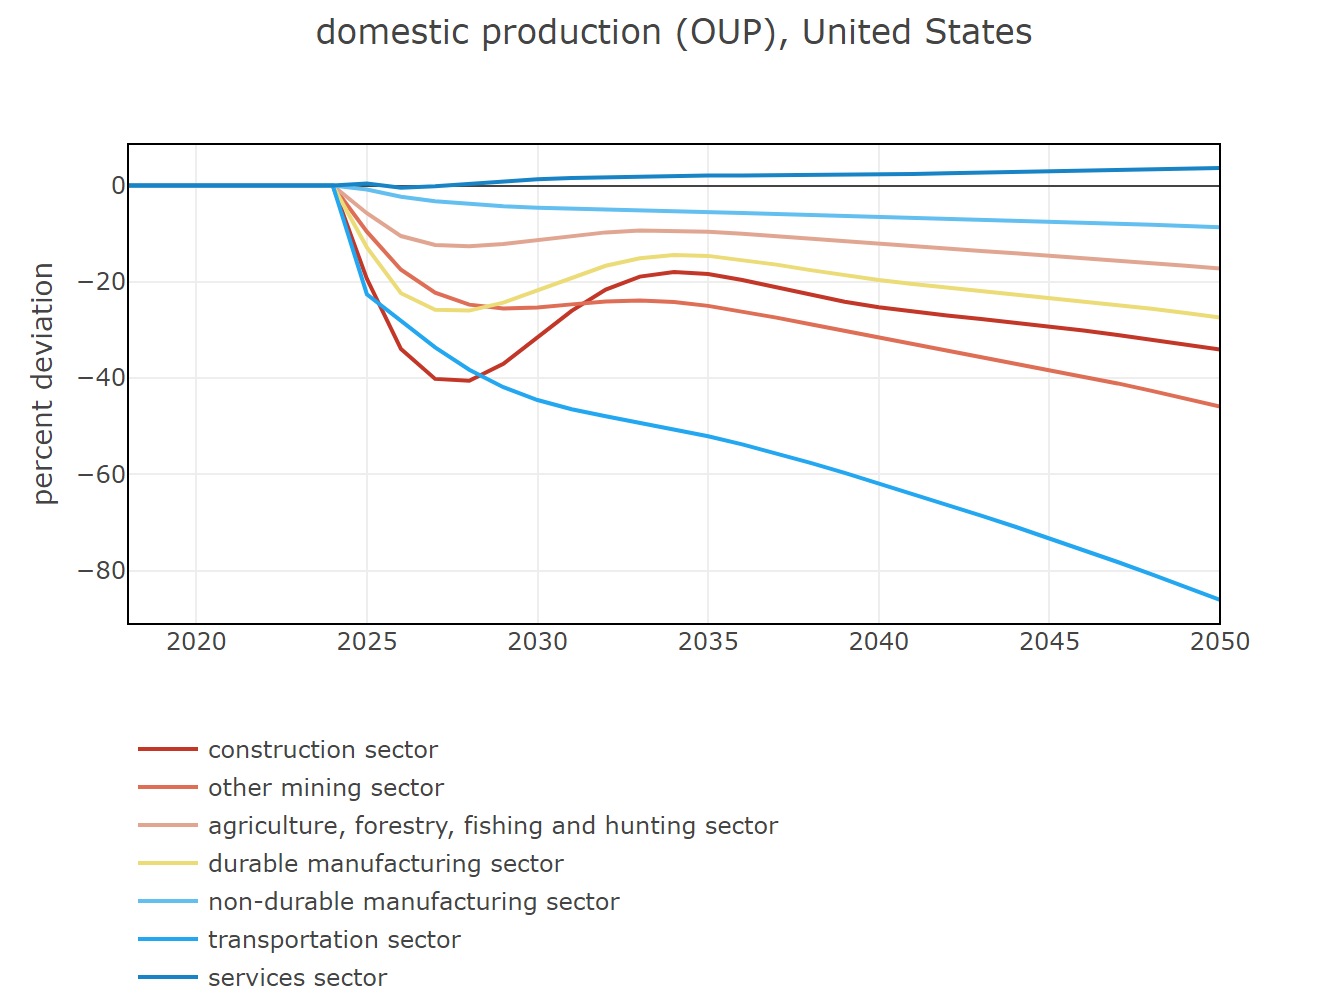 domestic production (OUP), United States
percent deviation
0
−20
−40
−60
−80
2020 2025 2030 2035 2040 2045 2050
construction sector
other mining sector
agriculture, forestry, fishing and hunting sector
durable manufacturing sector
non-durable manufacturing sector
transportation sector
services sector